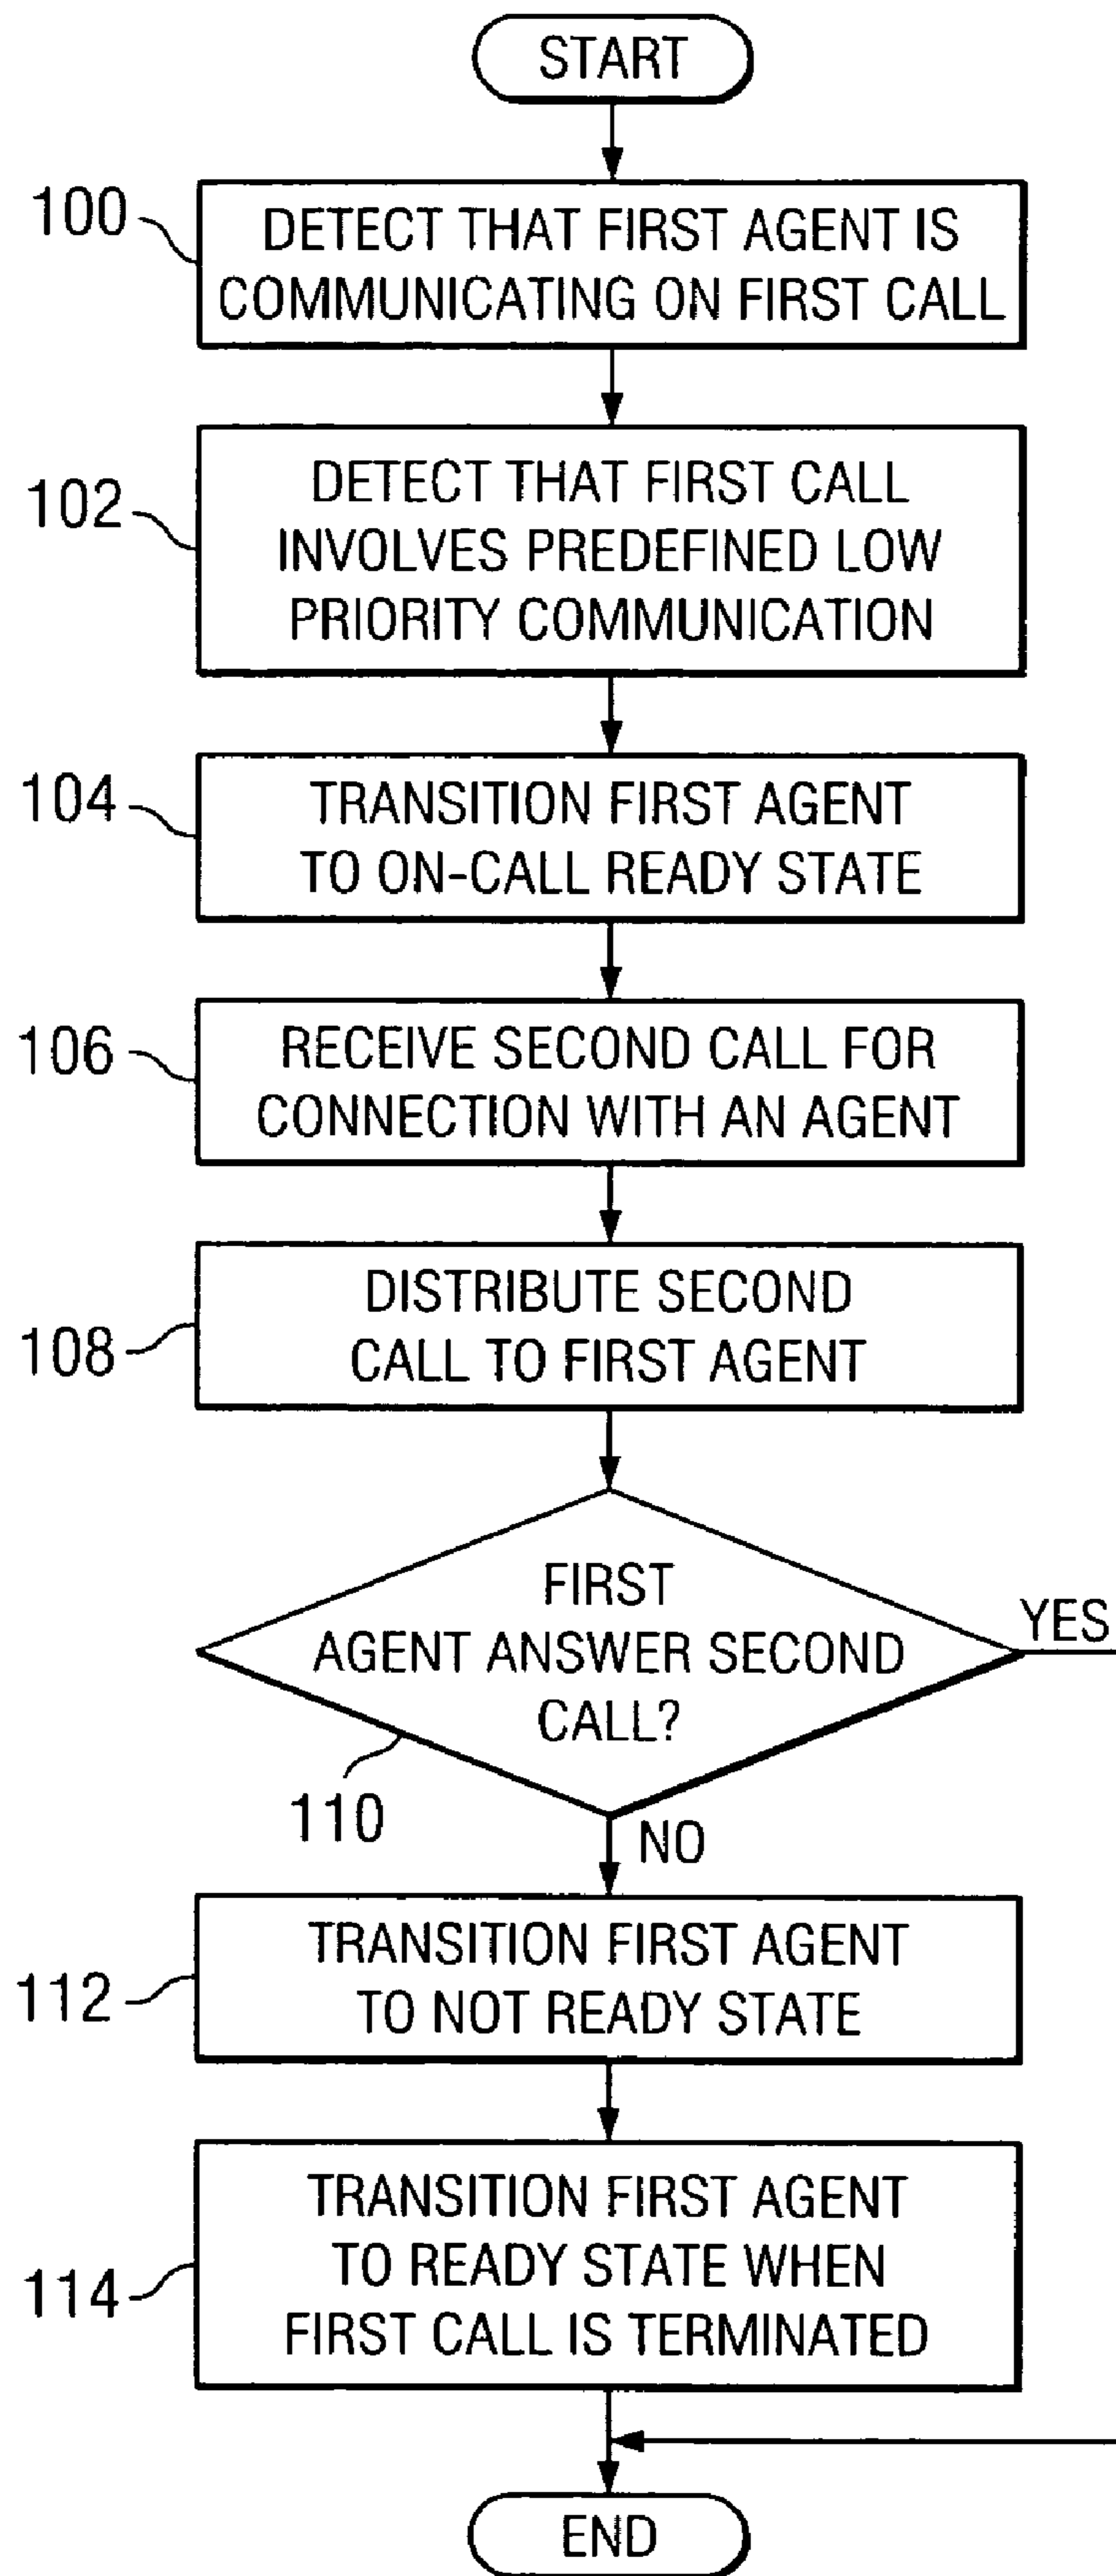 START
100
DETECT THAT FIRST AGENT IS
COMMUNICATING ON FIRST CALL
102
DETECT THAT FIRST CALL
INVOLVES PREDEFINED LOW
PRIORITY COMMUNICATION
104
TRANSITION FIRST AGENT
TO ON-CALL READY STATE
106
RECEIVE SECOND CALL FOR
CONNECTION WITH AN AGENT
108
DISTRIBUTE SECOND
CALL TO FIRST AGENT
FIRST
AGENT ANSWER SECOND
CALL?
YES
110
NO
112
TRANSITION FIRST AGENT
TO NOT READY STATE
114
TRANSITION FIRST AGENT
TO READY STATE WHEN
FIRST CALL IS TERMINATED
END